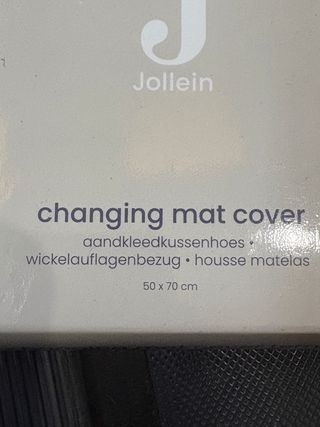 J
Jollein
changing mat cover
aandkleedkussenhoes •
wickelauflagenbezug • housse matelas
50 x 70 cm